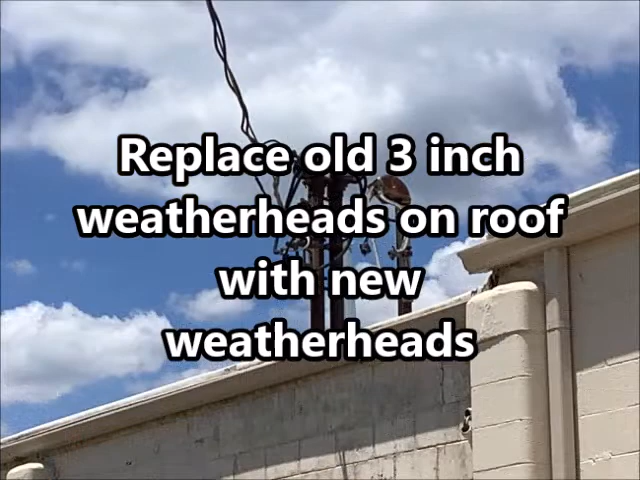 Replace old 3 inch
weatherheads on roof
with new
weatherheads